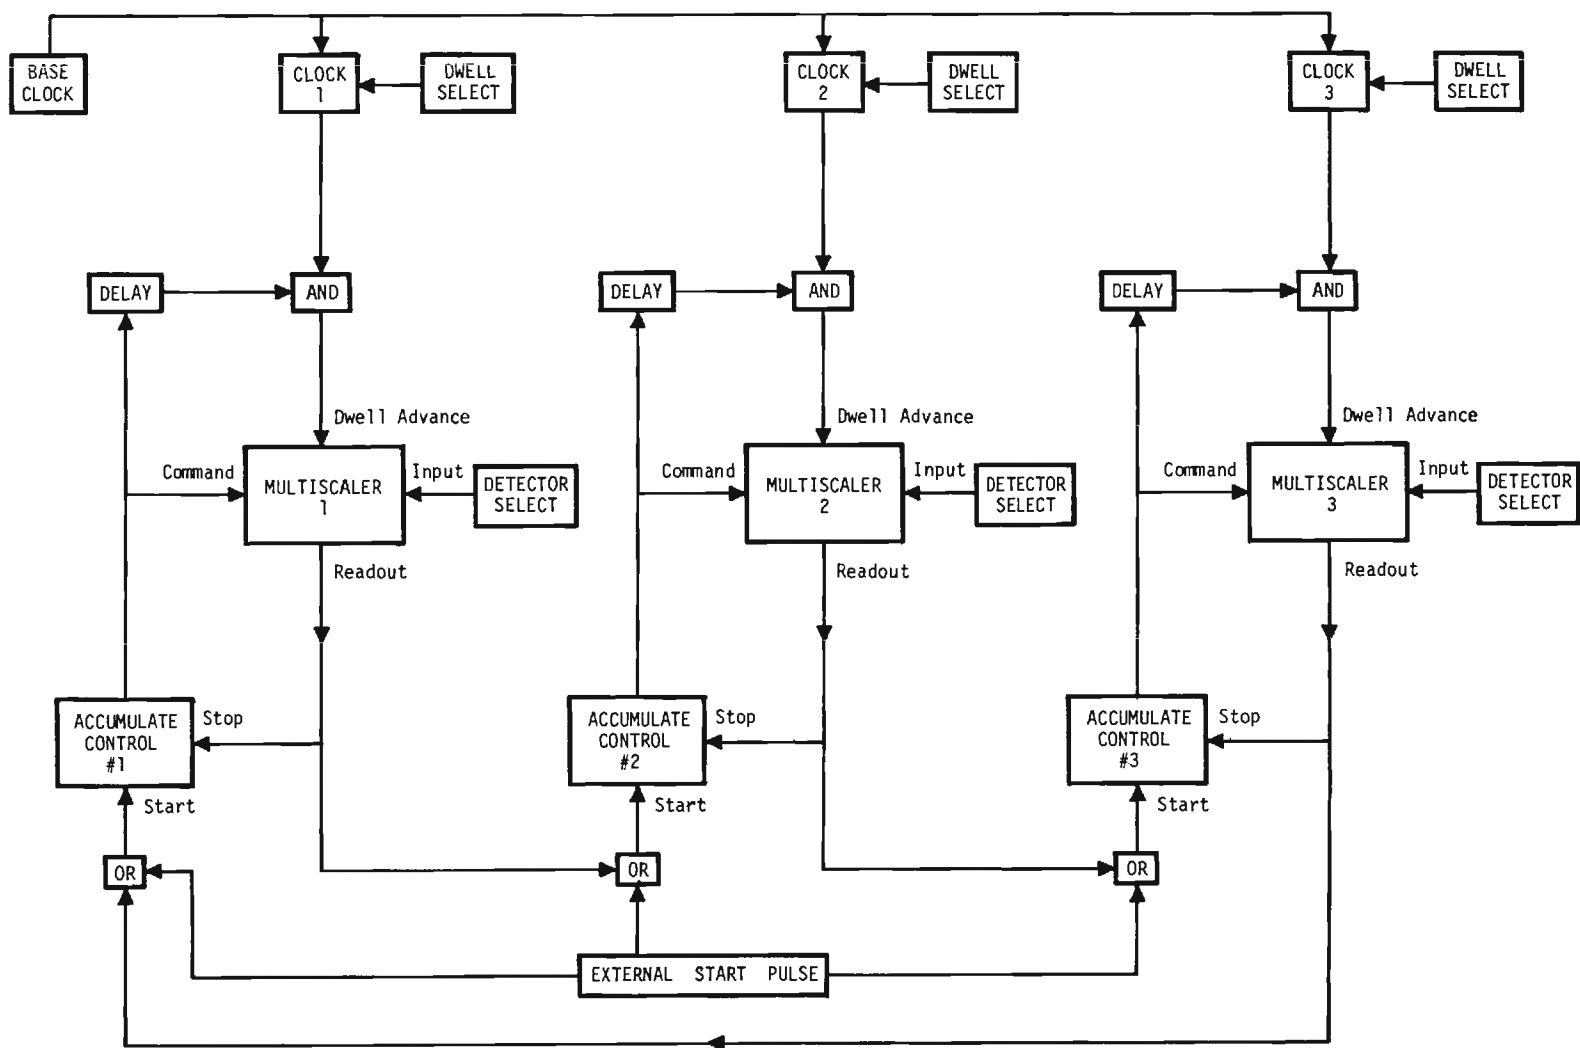 BASE
CLOCK
CLOCK
1
DWELL
SELECT
CLOCK
2
DWELL
SELECT
CLOCK
3
DWELL
SELECT
DELAY
AND
DELAY
AND
DELAY
AND
Dwell Advance
Dwell Advance
Dwell Advance
Command
MULTISCALER
1
Input
DETECTOR
SELECT
Command
MULTISCALER
2
Input
DETECTOR
SELECT
Command
MULTISCALER
3
Input
DETECTOR
SELECT
Readout
Readout
Readout
ACCUMULATE
CONTROL
#1
Stop
ACCUMULATE
CONTROL
#2
Stop
ACCUMULATE
CONTROL
#3
Stop
Start
Start
Start
OR
OR
OR
EXTERNAL START PULSE